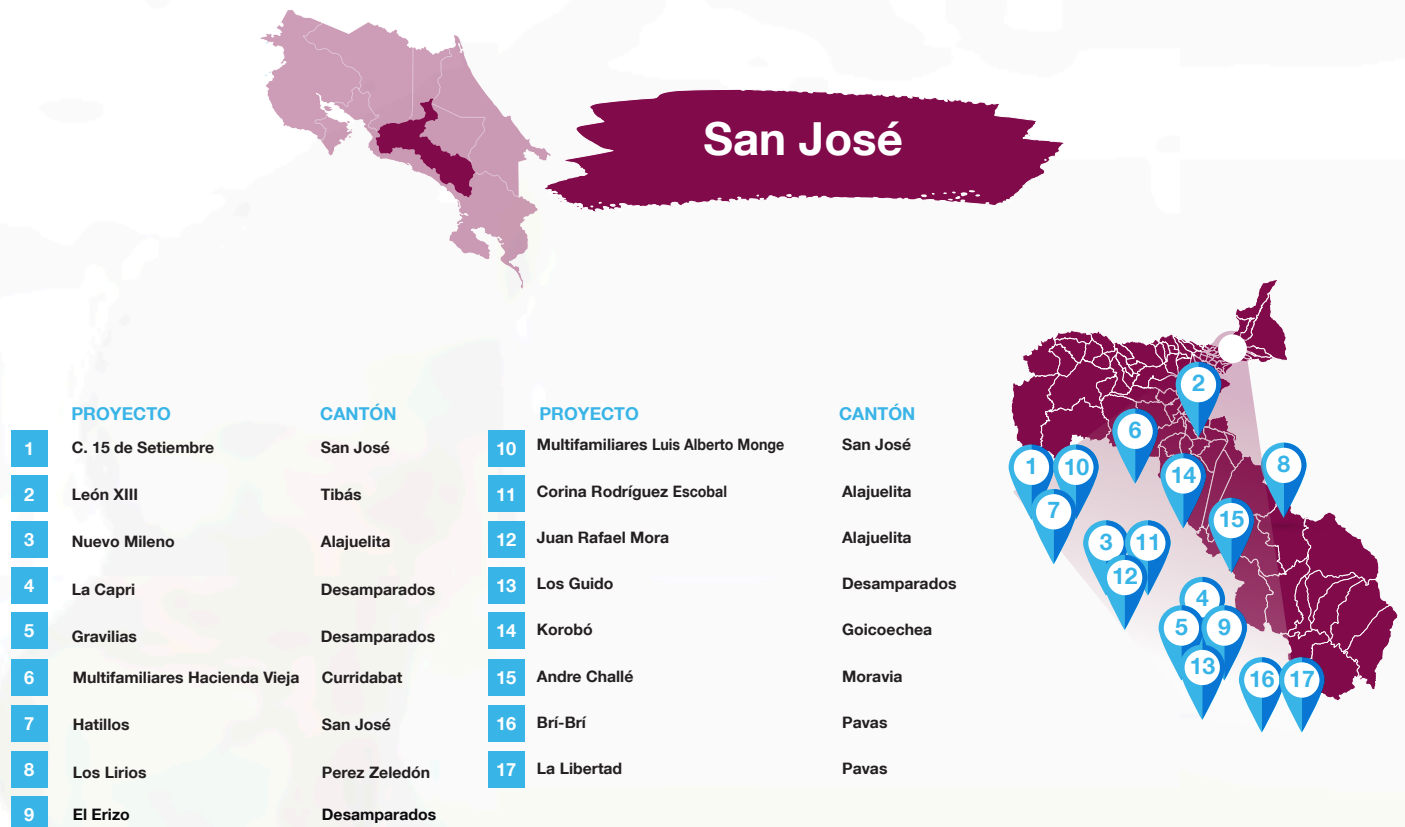 San José
PROYECTO CANTÓN
1 C. 15 de Setiembre San José
2 León XIII Tibás
3 Nuevo Mileno Alajuelita
4 La Capri Desamparados
5 Gravilias Desamparados
6 Multifamiliares Hacienda Vieja Curridabat
7 Hatillos San José
8 Los Lirios Perez Zeledón
9 El Erizo Desamparados
PROYECTO CANTÓN
10 Multifamiliares Luis Alberto Monge San José
11 Corina Rodríguez Escobal Alajuelita
12 Juan Rafael Mora Alajuelita
13 Los Guido Desamparados
14 Korobó Goicoechea
15 Andre Challé Moravia
16 Brí-Brí Pavas
17 La Libertad Pavas
2
6
1 10 14 8
7 15
3 11
12
4
5 9
13
16 17